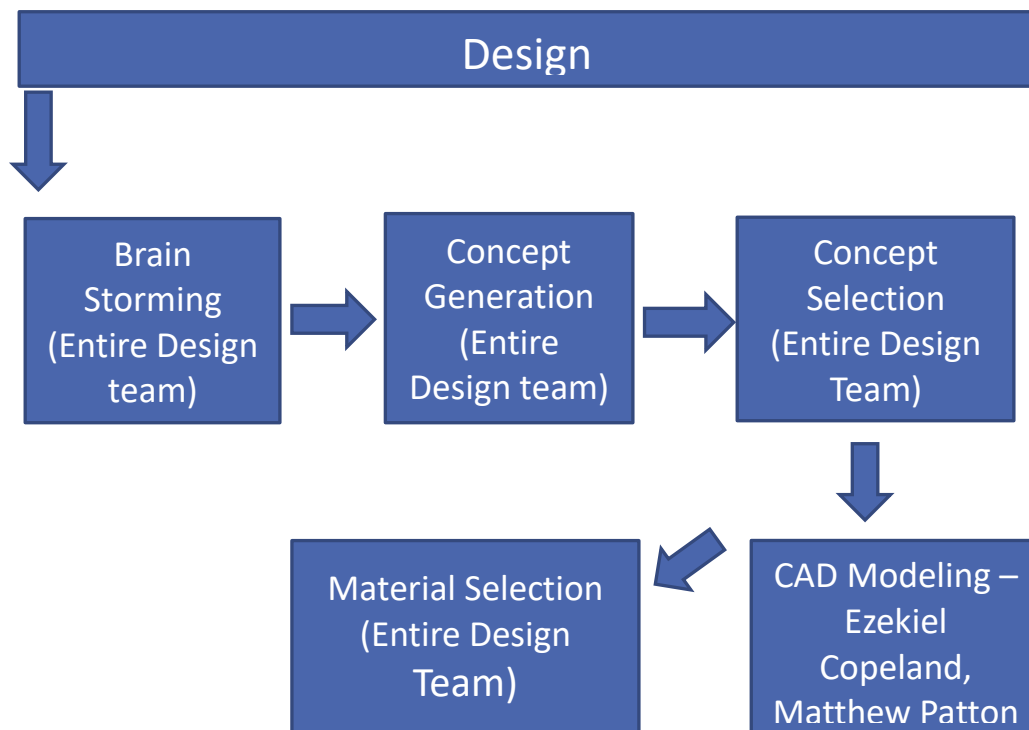 Design
Brain
Storming
(Entire Design
team)
Concept
Generation
(Entire
Design team)
Concept
Selection
(Entire Design
Team)
Material Selection
(Entire Design
Team)
CAD Modeling –
Ezekiel
Copeland,
Matthew Patton